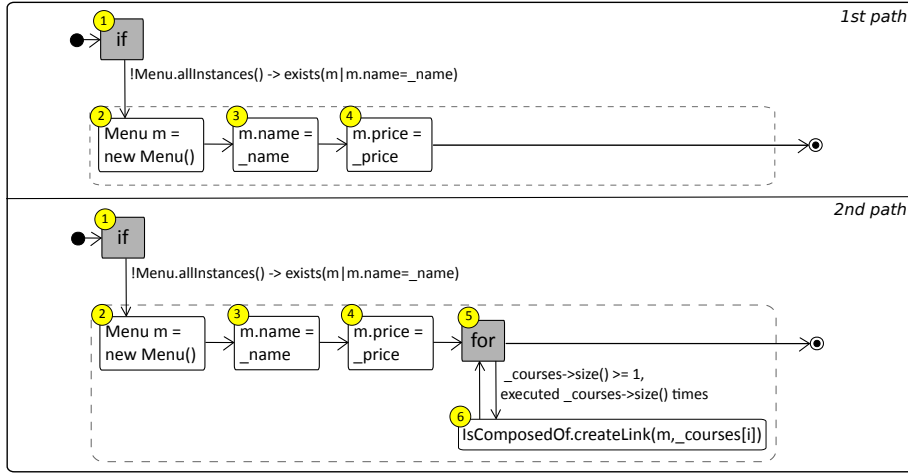 1st path
1
if
!Menu.allInstances() -> exists(m|m.name=_name)
2
3
4
Menu m =
new Menu()
m.name =
_name
m.price =
_price
2nd path
1
if
!Menu.allInstances() -> exists(m|m.name=_name)
2
3
4
5
Menu m =
new Menu()
m.name =
_name
m.price =
_price
for
_courses->size() >= 1,
executed _courses->size() times
6
IsComposedOf.createLink(m,_courses[i])